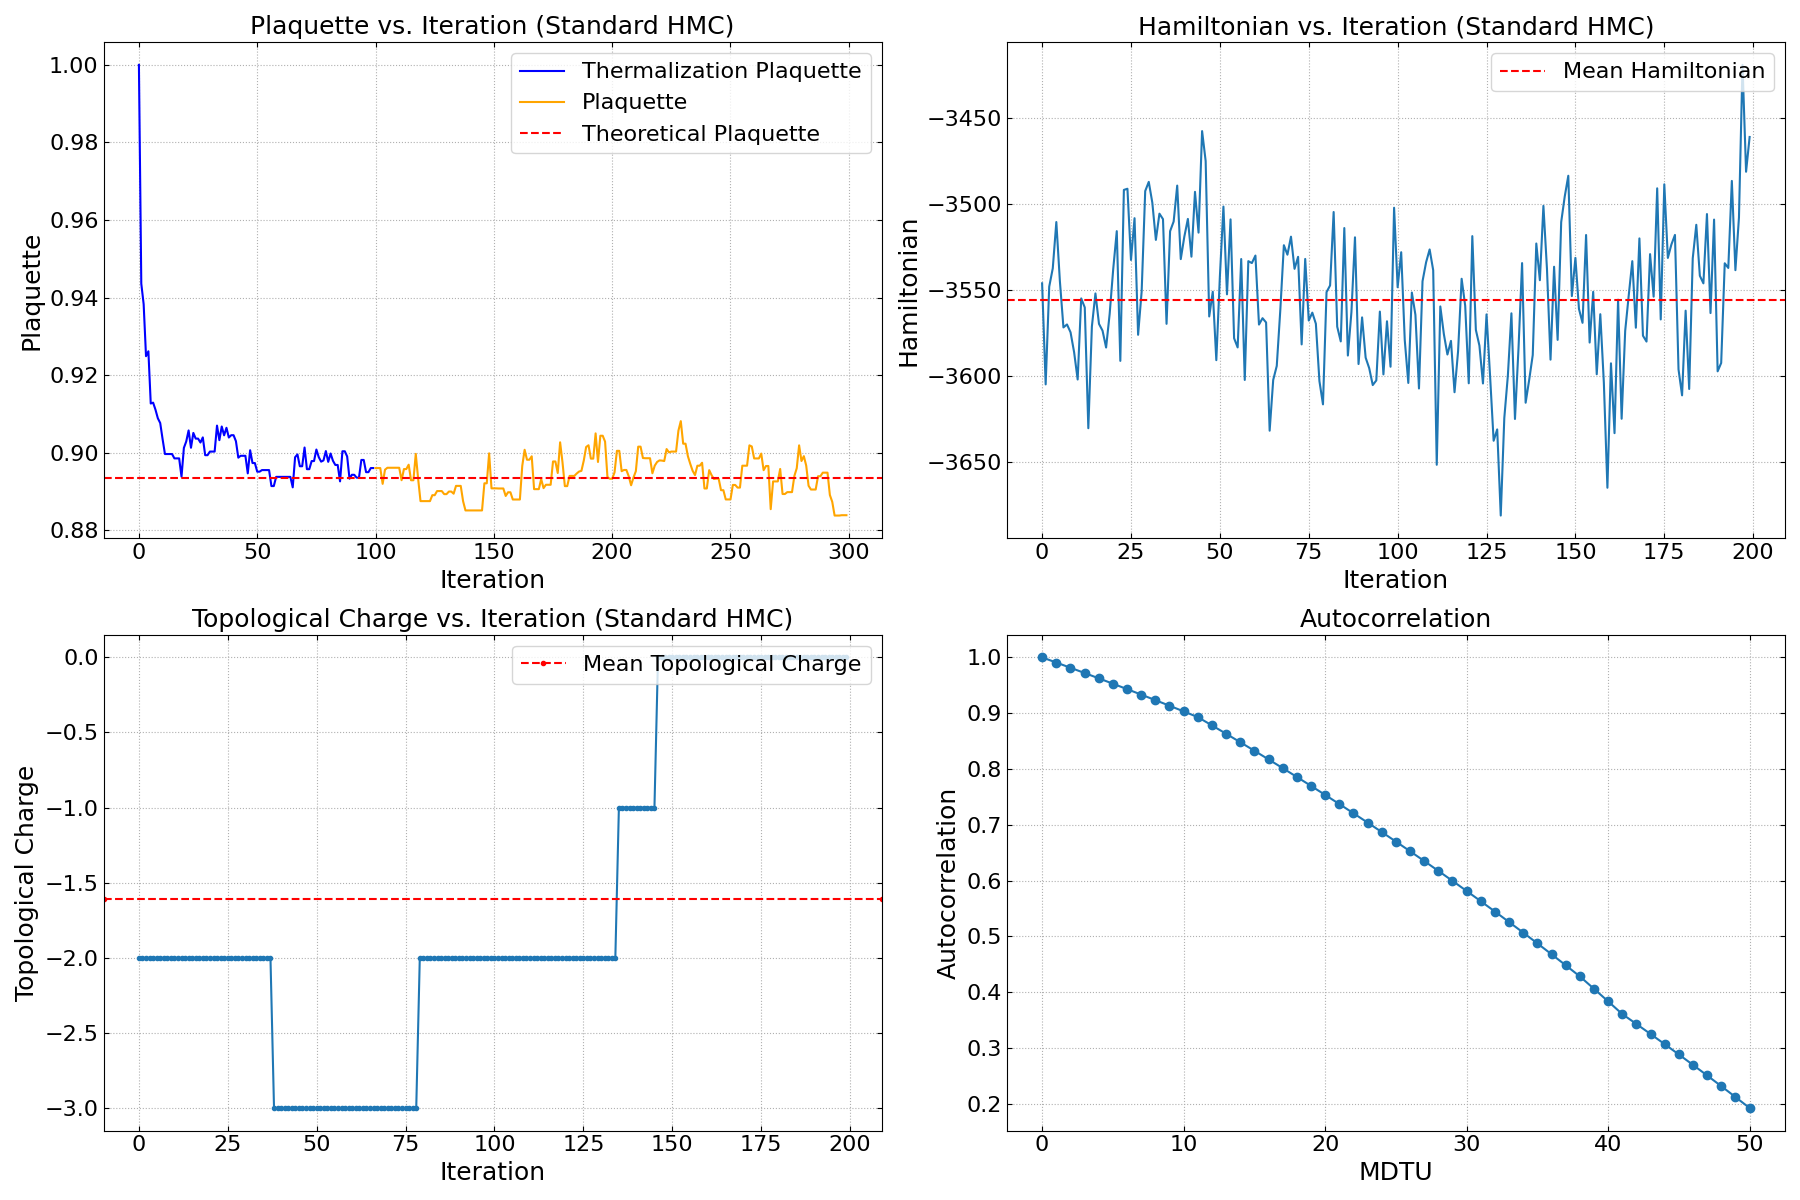 Plaquette vs. Iteration (Standard HMC)
1.00
0.98
0.96
0.94
0.92
0.90
0.88
Plaquette
Thermalization Plaquette
Plaquette
Theoretical Plaquette
0 50 100 150 200 250 300
Iteration
Hamiltonian vs. Iteration (Standard HMC)
−3450
−3500
−3550
−3600
−3650
Hamiltonian
Mean Hamiltonian
0 25 50 75 100 125 150 175 200
Iteration
Topological Charge vs. Iteration (Standard HMC)
0.0
−0.5
−1.0
−1.5
−2.0
−2.5
−3.0
Topological Charge
Mean Topological Charge
0 25 50 75 100 125 150 175 200
Iteration
Autocorrelation
1.0
0.9
0.8
0.7
0.6
0.5
0.4
0.3
0.2
Autocorrelation
0 10 20 30 40 50
MDTU